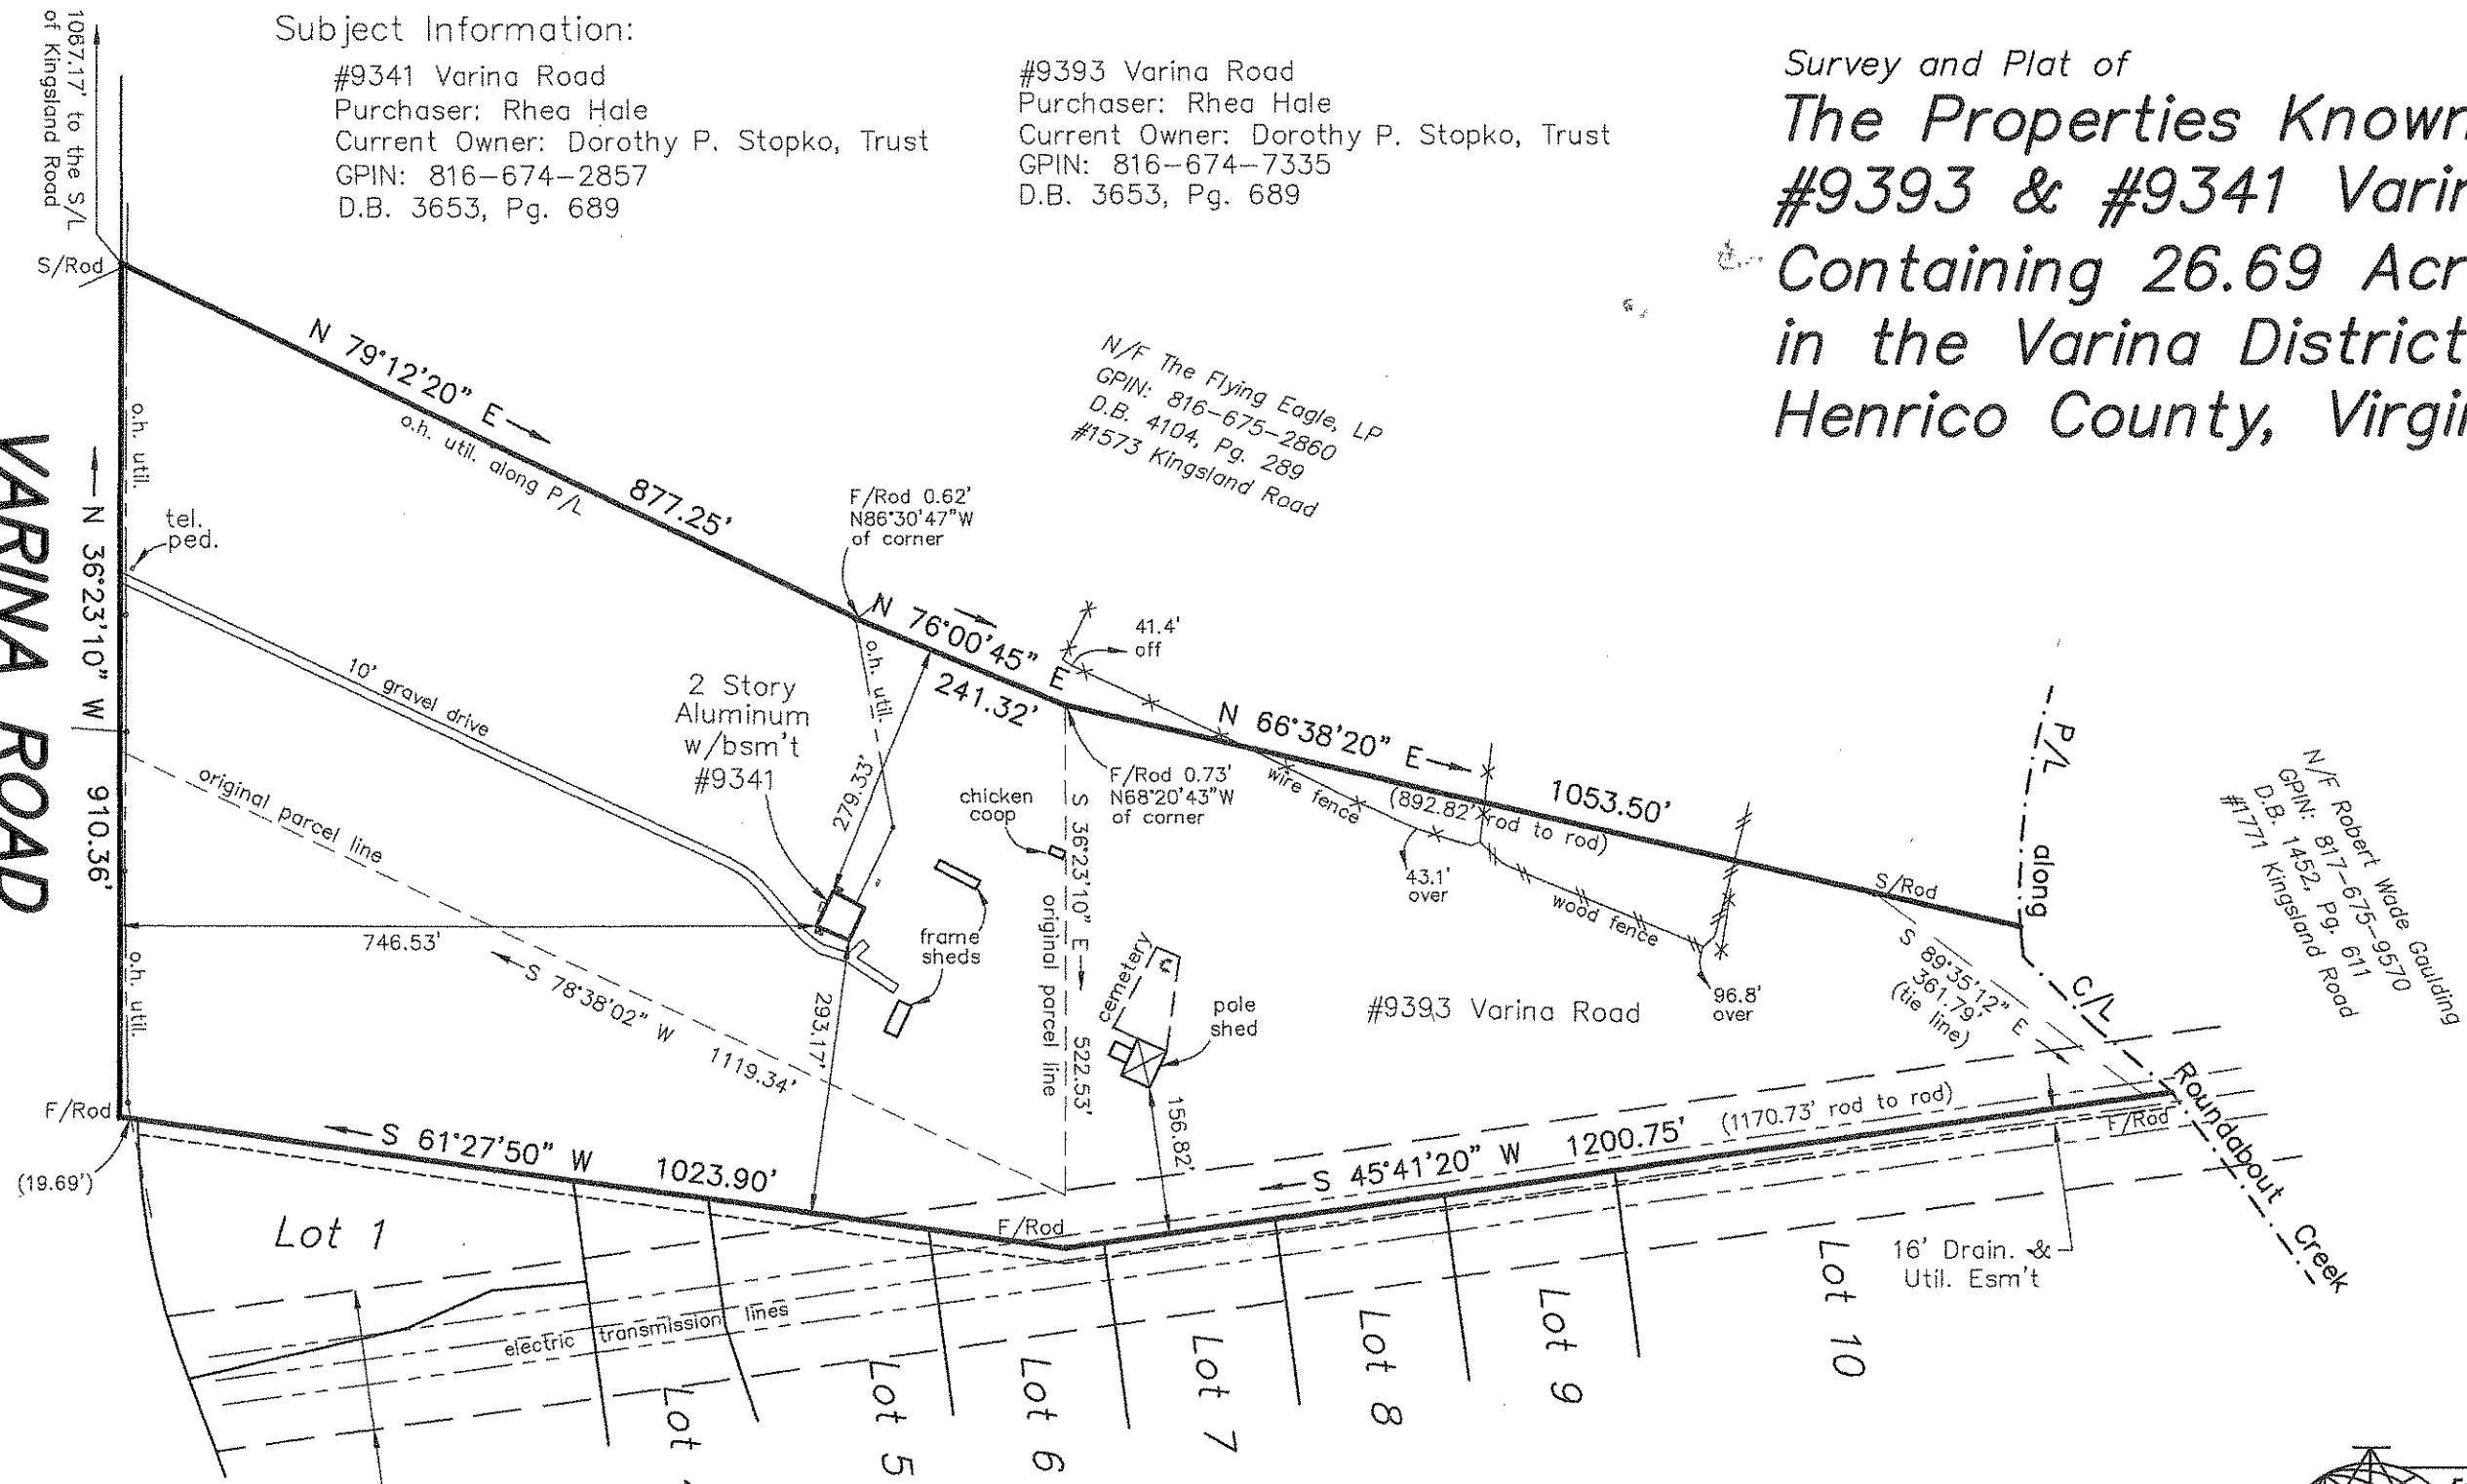 Subject Information:
#9341 Varina Road
Purchaser: Rhea Hale
Current Owner: Dorothy P. Stopko, Trust
GPIN: 816-674-2857
D.B. 3653, Pg. 689
#9393 Varina Road
Purchaser: Rhea Hale
Current Owner: Dorothy P. Stopko, Trust
GPIN: 816-674-7335
D.B. 3653, Pg. 689
Survey and Plat of
The Properties Known
#9393 & #9341 Varin
Containing 26.69 Acr
in the Varina District
Henrico County, Virgin
1067.17' to the S/L
of Kingsland Road
S/Rod
N 79°12'20" E
877.25'
o.h. util. along P/L
N/F The Flying Eagle, LP
GPIN: 816-675-2860
D.B. 4104, Pg. 289
#1573 Kingsland Road
F/Rod 0.62'
N86°30'47"W
of corner
N 76°00'45" E
241.32'
41.4'
off
N 66°38'20" E
1053.50'
(892.82' rod to rod)
wire fence
F/Rod 0.73'
N68°20'43"W
of corner
43.1'
over
wood fence
96.8'
over
S/Rod
P/L along C/L Roundabout Creek
N/F Robert Wade Gaulding
GPIN: 817-675-9570
D.B. 1452, Pg. 611
#1771 Kingsland Road
S 89°35'12" E
361.79'
(tie line)
VARINA ROAD
N 36°23'10" W
910.36'
o.h. util.
tel.
ped.
10' gravel drive
original parcel line
2 Story
Aluminum
w/bsm't
#9341
o.h. util.
279.33'
chicken
coop
S 36°23'10" E
522.53'
original parcel line
frame
sheds
746.53'
o.h. util.
293.17'
S 78°38'02" W
1119.34'
cemetery
pole
shed
156.82'
#9393 Varina Road
F/Rod
(19.69')
S 61°27'50" W
1023.90'
F/Rod
S 45°41'20" W
1200.75'
(1170.73' rod to rod)
F/Rod
16' Drain. &
Util. Esm't
electric transmission lines
Lot 1
Lot
Lot 5
Lot 6
Lot 7
Lot 8
Lot 9
Lot 10